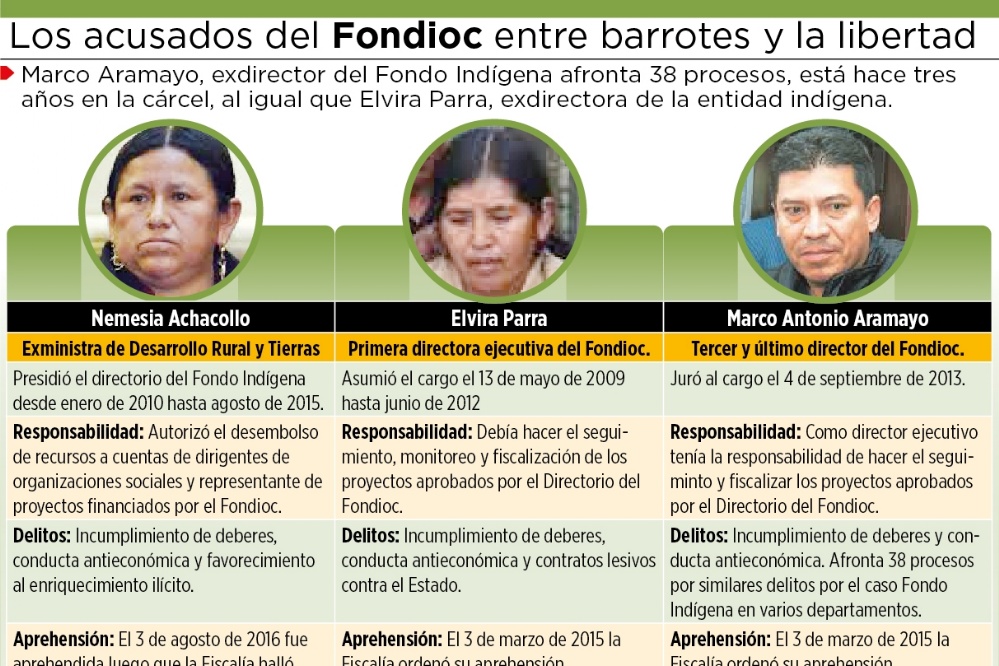 Los acusados del Fondioc entre barrotes y la libertad
Marco Aramayo, exdirector del Fondo Indígena afronta 38 procesos, está hace tres
años en la cárcel, al igual que Elvira Parra, exdirectora de la entidad indígena.
Nemesia Achacollo
Exministra de Desarrollo Rural y Tierras
Presidió el directorio del Fondo Indígena
desde enero de 2010 hasta agosto de 2015.
Responsabilidad: Autorizó el desembolso
de recursos a cuentas de dirigentes de
organizaciones sociales y representante de
proyectos financiados por el Fondioc.
Delitos: Incumplimiento de deberes,
conducta antieconómica y favorecimiento
al enriquecimiento ilícito.
Aprehensión: El 3 de agosto de 2016 fue
aprehendida luego que la Fiscalía halló
Elvira Parra
Primera directora ejecutiva del Fondioc.
Asumió el cargo el 13 de mayo de 2009
hasta junio de 2012
Responsabilidad: Debía hacer el segui-
miento, monitoreo y fiscalización de los
proyectos aprobados por el Directorio del
Fondioc.
Delitos: Incumplimiento de deberes,
conducta antieconómica y contratos lesivos
contra el Estado.
Aprehensión: El 3 de marzo de 2015 la
Fiscalía ordenó su aprehensión
Marco Antonio Aramayo
Tercer y último director del Fondioc.
Juró al cargo el 4 de septiembre de 2013.
Responsabilidad: Como director ejecutivo
tenía la responsabilidad de hacer el segui-
minto y fiscalizar los proyectos aprobados
por el Directorio del Fondioc.
Delitos: Incumplimiento de deberes y con-
ducta antieconómica. Afronta 38 procesos
por similares delitos por el caso Fondo
Indígena en varios departamentos.
Aprehensión: El 3 de marzo de 2015 la
Fiscalía ordenó su aprehensión